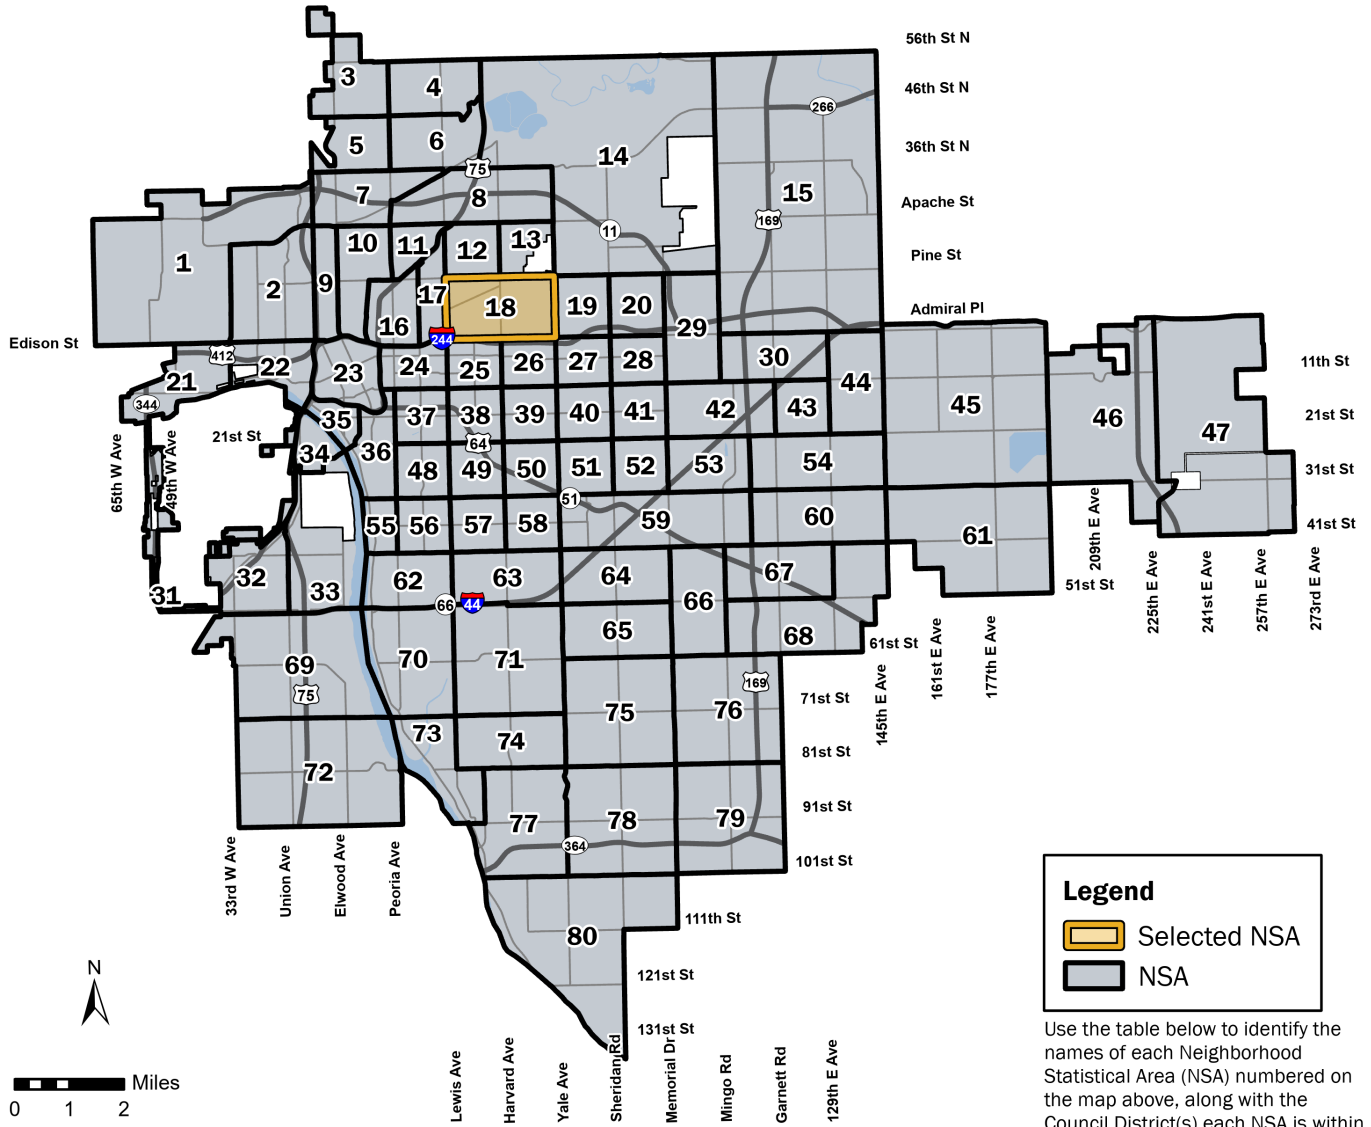 56th St N
3
4
46th St N
266
5
6
36th St N
14
75
7
8
15
Apache St
169
11
10
11
12
13
Pine St
1
2
9
17
18
19
20
Admiral Pl
16
29
Edison St
244
412
22
23
24
25
26
27
28
30
11th St
21
44
344
35
37
38
39
40
41
42
43
45
46
47
21st St
21st St
64
34
36
48
49
50
51
52
53
54
31st St
65th W Ave
49th W Ave
51
55
56
57
58
59
60
41st St
61
209th E Ave
32
33
62
63
64
67
51st St
31
66
44
66
225th E Ave
241st E Ave
257th E Ave
273rd E Ave
65
68
61st St
161st E Ave
177th E Ave
69
70
71
145th E Ave
75
169
71st St
75
76
73
74
81st St
72
91st St
77
78
79
364
101st St
33rd W Ave
Union Ave
Elwood Ave
Peoria Ave
111th St
80
121st St
131st St
Lewis Ave
Harvard Ave
Yale Ave
Sheridan Rd
Memorial Dr
Mingo Rd
Garnett Rd
129th E Ave
N
Miles
0 1 2
Legend
Selected NSA
NSA
Use the table below to identify the
names of each Neighborhood
Statistical Area (NSA) numbered on
the map above, along with the
Council District(s) each NSA is within